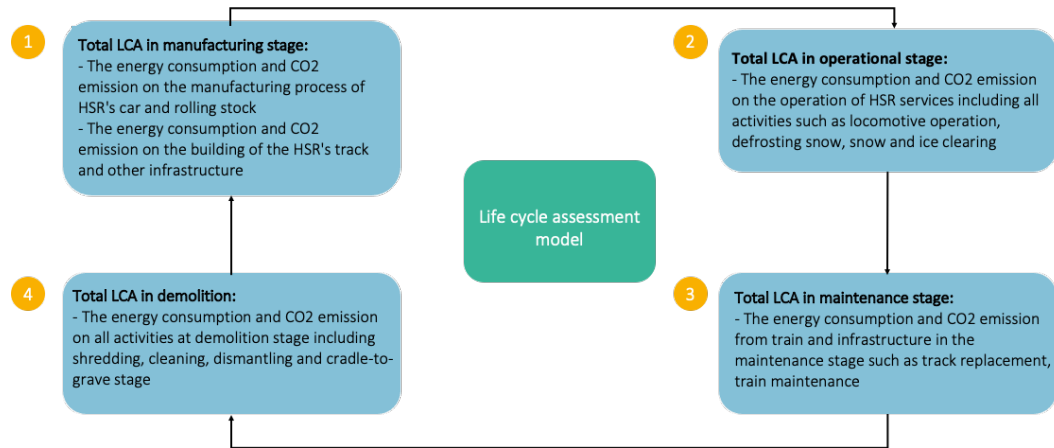 1
Total LCA in manufacturing stage:
- The energy consumption and CO2
emission on the manufacturing process of
HSR's car and rolling stock
- The energy consumption and CO2
emission on the building of the HSR's track
and other infrastructure
2
Total LCA in operational stage:
- The energy consumption and CO2 emission
on the operation of HSR services including all
activities such as locomotive operation,
defrosting snow, snow and ice clearing
Life cycle assessment
model
4
Total LCA in demolition:
- The energy consumption and CO2 emission
on all activities at demolition stage including
shredding, cleaning, dismantling and cradle-to-
grave stage
3
Total LCA in maintenance stage:
- The energy consumption and CO2 emission
from train and infrastructure in the
maintenance stage such as track replacement,
train maintenance